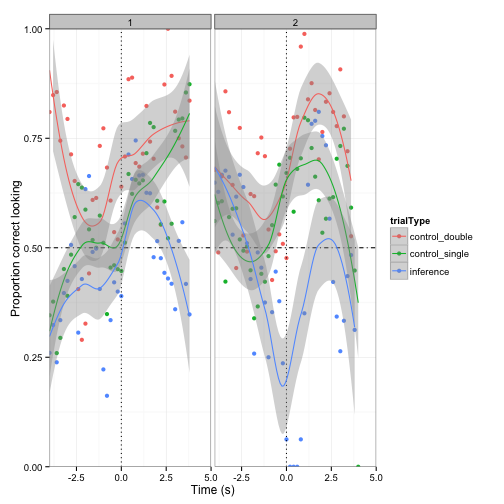 1 2
1.00
0.75
0.50
0.25
0.00
Proportion correct looking
-2.5 0.0 2.5 5.0 -2.5 0.0 2.5 5.0
Time (s)
trialType
control_double
control_single
inference